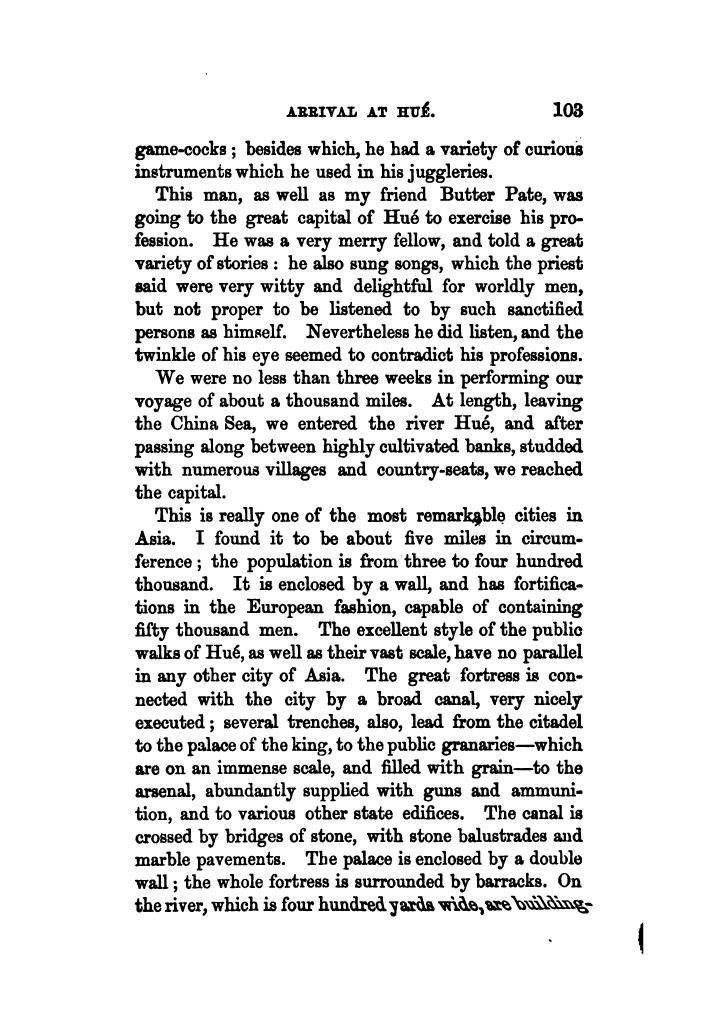 ARRIVAL AT HUÉ. 103
game-cocks; besides which, he had a variety of curious
instruments which he used in his juggleries.
This man, as well as my friend Butter Pate, was
going to the great capital of Hué to exercise his pro-
fession. He was a very merry fellow, and told a great
variety of stories: he also sung songs, which the priest
said were very witty and delightful for worldly men,
but not proper to be listened to by such sanctified
persons as himself. Nevertheless he did listen, and the
twinkle of his eye seemed to contradict his professions.
We were no less than three weeks in performing our
voyage of about a thousand miles. At length, leaving
the China Sea, we entered the river Hué, and after
passing along between highly cultivated banks, studded
with numerous villages and country-seats, we reached
the capital.
This is really one of the most remarkable cities in
Asia. I found it to be about five miles in circum-
ference; the population is from three to four hundred
thousand. It is enclosed by a wall, and has fortifica-
tions in the European fashion, capable of containing
fifty thousand men. The excellent style of the public
walks of Hué, as well as their vast scale, have no parallel
in any other city of Asia. The great fortress is con-
nected with the city by a broad canal, very nicely
executed; several trenches, also, lead from the citadel
to the palace of the king, to the public granaries—which
are on an immense scale, and filled with grain—to the
arsenal, abundantly supplied with guns and ammuni-
tion, and to various other state edifices. The canal is
crossed by bridges of stone, with stone balustrades and
marble pavements. The palace is enclosed by a double
wall; the whole fortress is surrounded by barracks. On
the river, which is four hundred yards wide, are building-